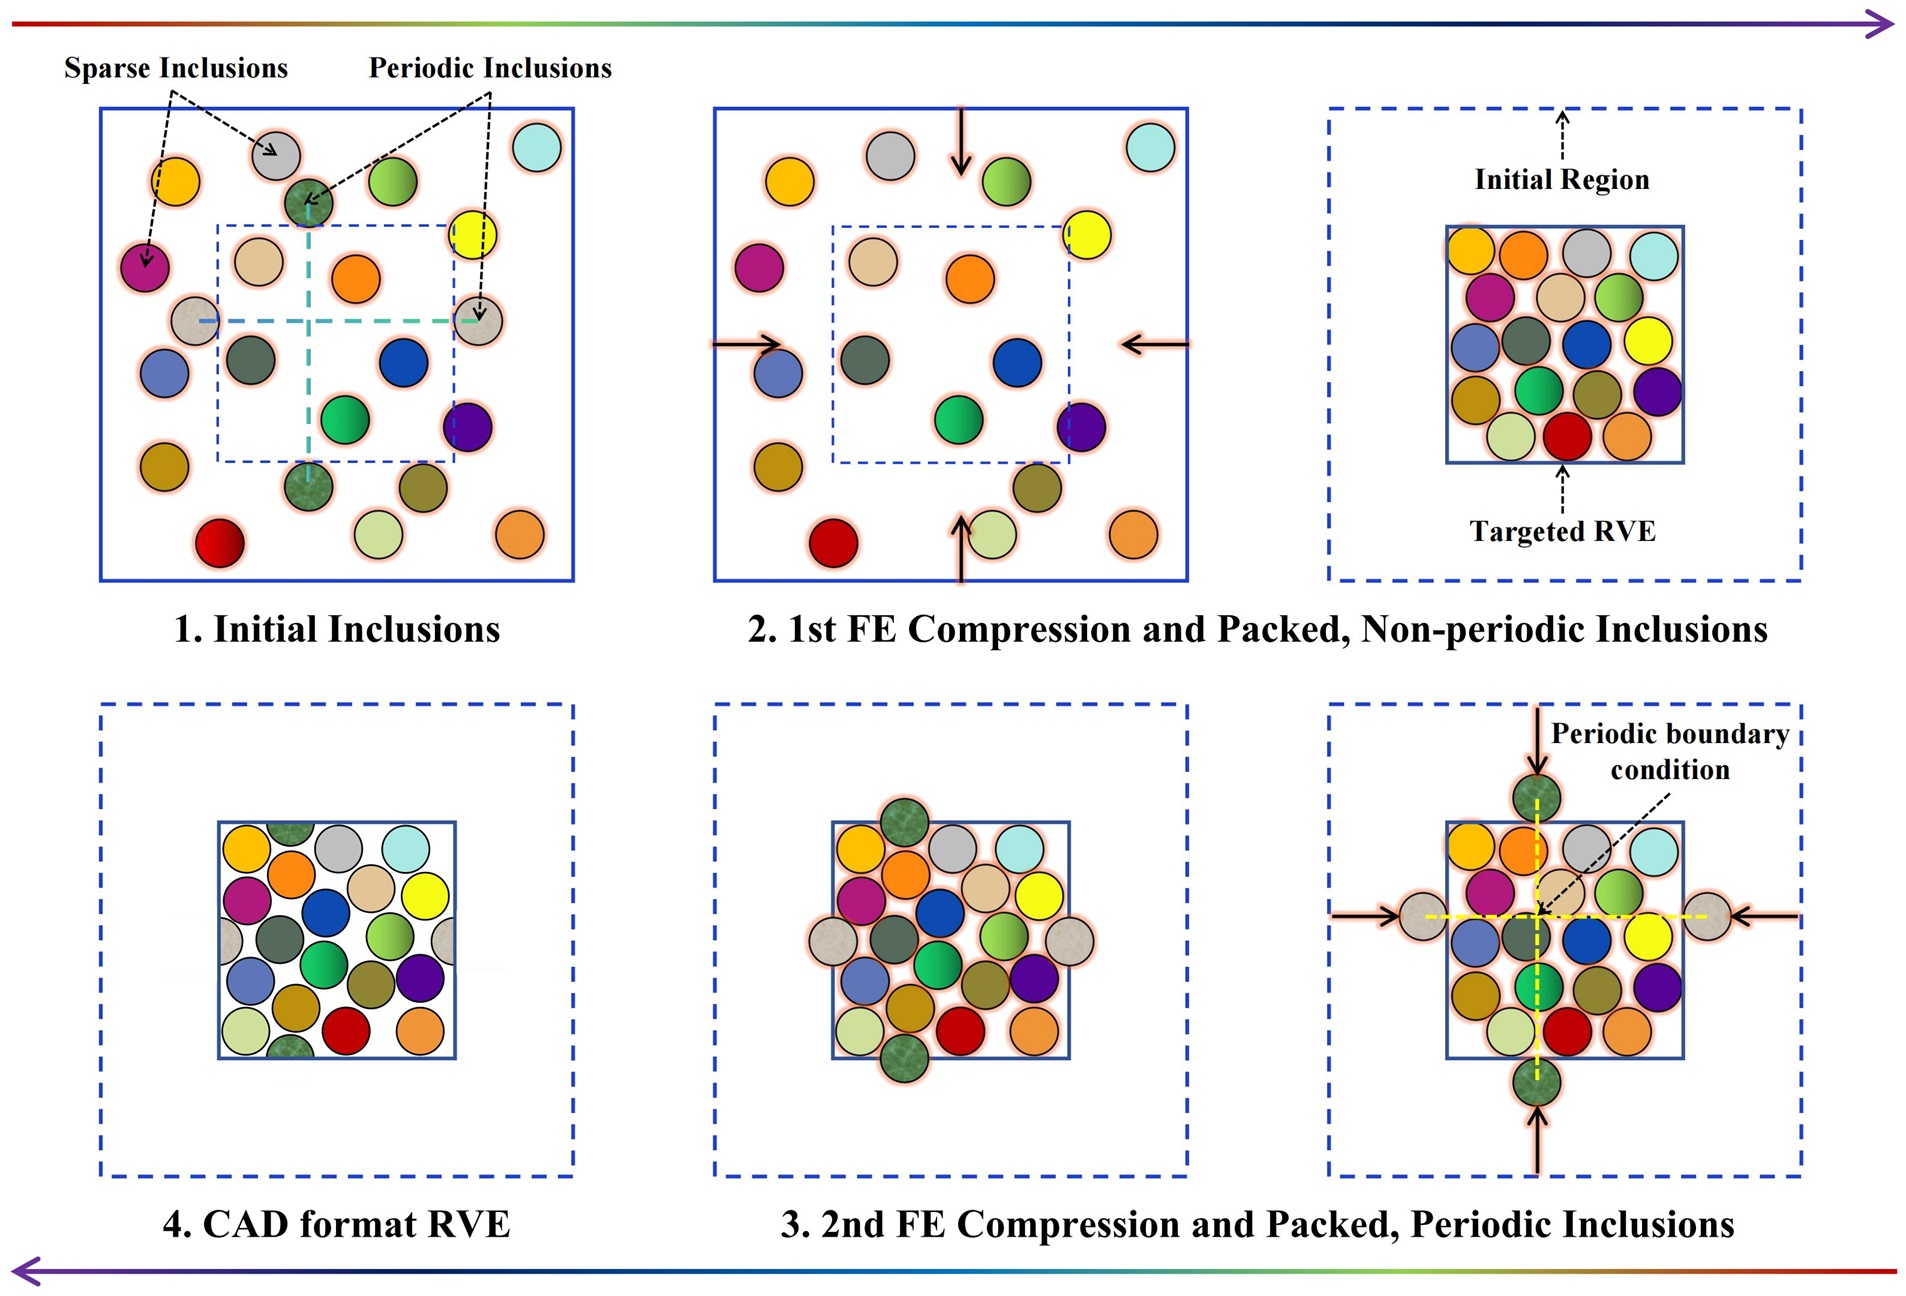 Sparse Inclusions
Periodic Inclusions
Initial Region
Targeted RVE
1. Initial Inclusions
2. 1st FE Compression and Packed, Non-periodic Inclusions
Periodic boundary
condition
4. CAD format RVE
3. 2nd FE Compression and Packed, Periodic Inclusions